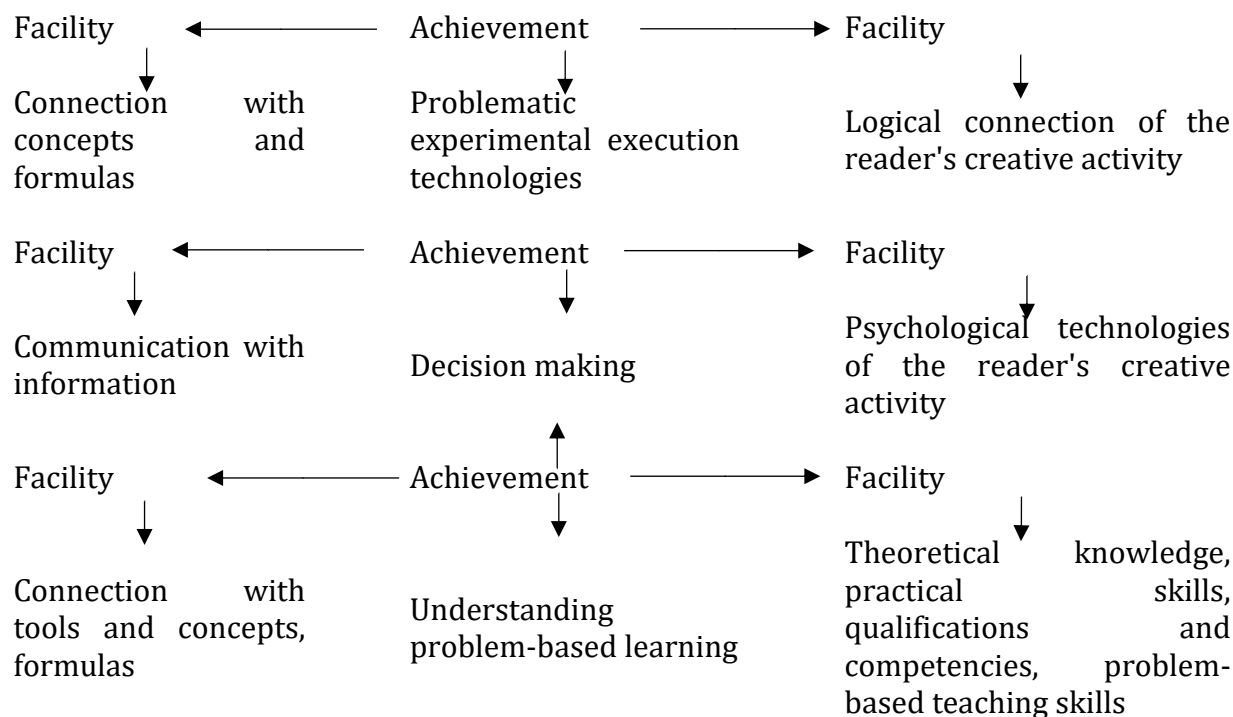 Facility Achievement Facility
Connection with
concepts and
formulas
Problematic
experimental execution
technologies
Logical connection of the
reader's creative activity
Facility Achievement Facility
Communication with
information
Decision making
Psychological technologies
of the reader's creative
activity
Facility Achievement Facility
Connection with
tools and concepts,
formulas
Understanding
problem-based learning
Theoretical knowledge,
practical skills,
qualifications and
competencies, problem-
based teaching skills